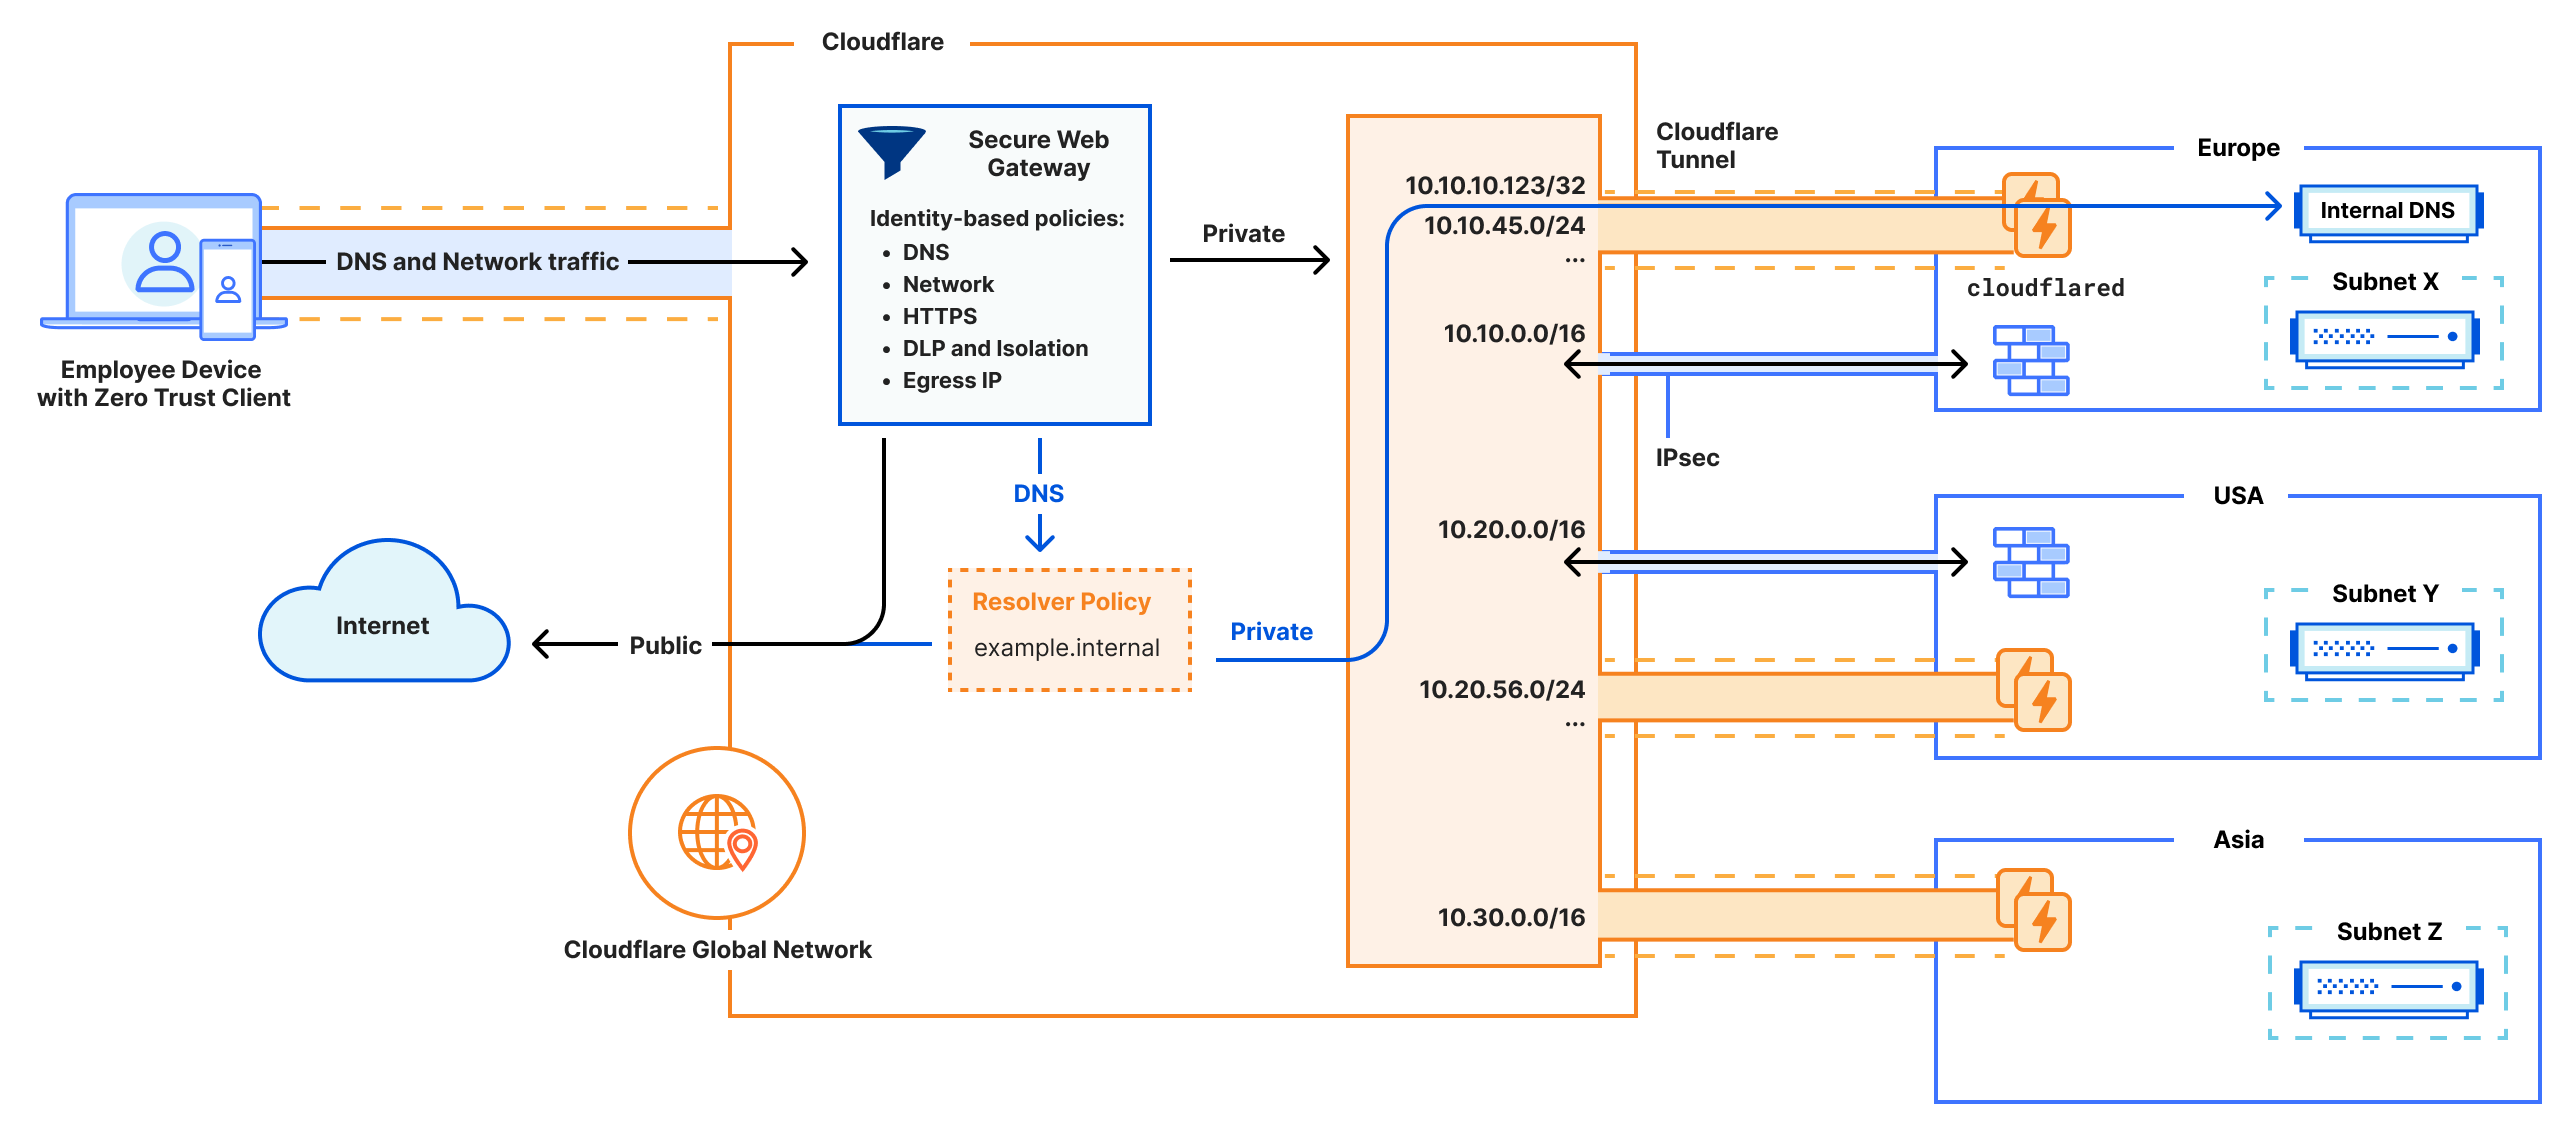 Cloudflare
Secure Web
Gateway
Identity-based policies:
• DNS
• Network
• HTTPS
• DLP and Isolation
• Egress IP
DNS and Network traffic
Employee Device
with Zero Trust Client
Private
DNS
Resolver Policy
example.internal
Public
Internet
Private
Cloudflare Global Network
10.10.10.123/32
10.10.45.0/24
...
10.10.0.0/16
10.20.0.0/16
10.20.56.0/24
...
10.30.0.0/16
Cloudflare
Tunnel
IPsec
Europe
Internal DNS
cloudflared
Subnet X
USA
Subnet Y
Asia
Subnet Z